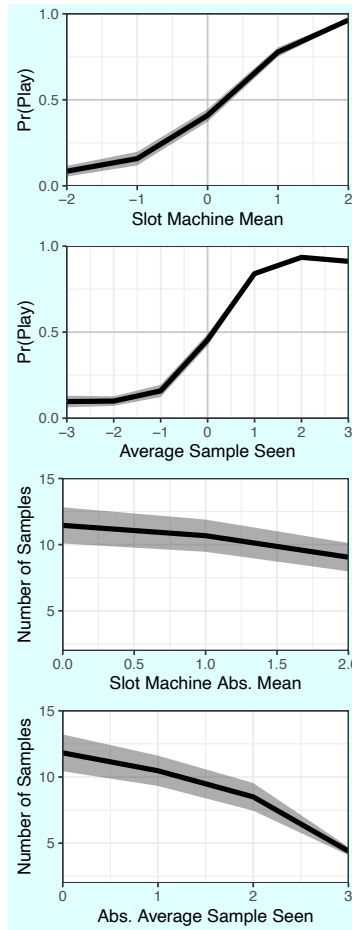 Pr(Play)
1.0
0.5
0.0
−2 −1 0 1 2
Slot Machine Mean
Pr(Play)
1.0
0.5
0.0
−3 −2 −1 0 1 2 3
Average Sample Seen
Number of Samples
15
10
5
0.0 0.5 1.0 1.5 2.0
Slot Machine Abs. Mean
Number of Samples
15
10
5
0 1 2 3
Abs. Average Sample Seen